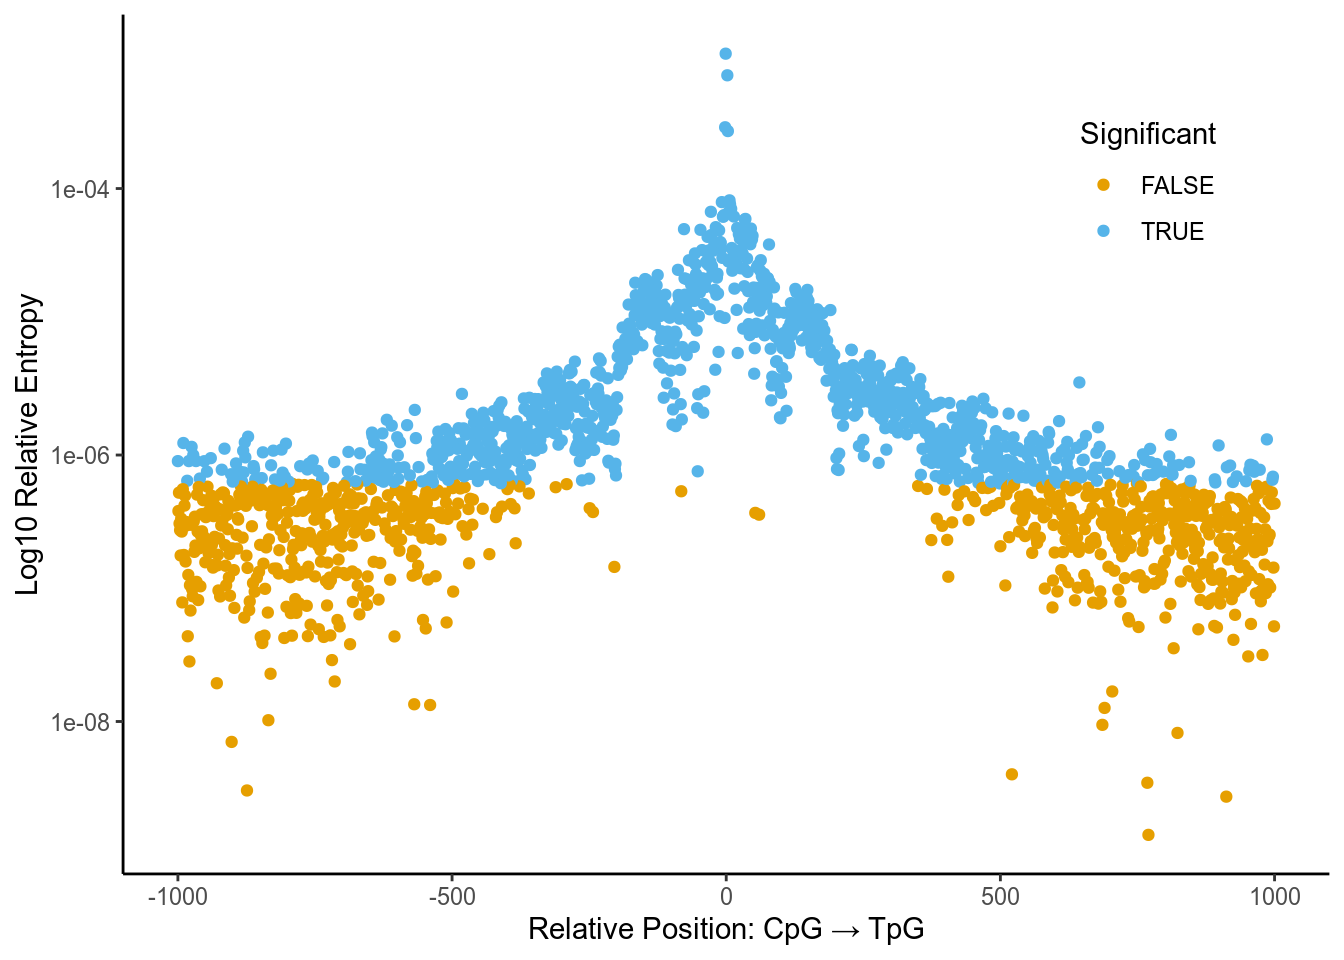 Significant
FALSE
TRUE
Log10 Relative Entropy
1e-04
1e-06
1e-08
-1000
-500
0
500
1000
Relative Position: CpG → TpG